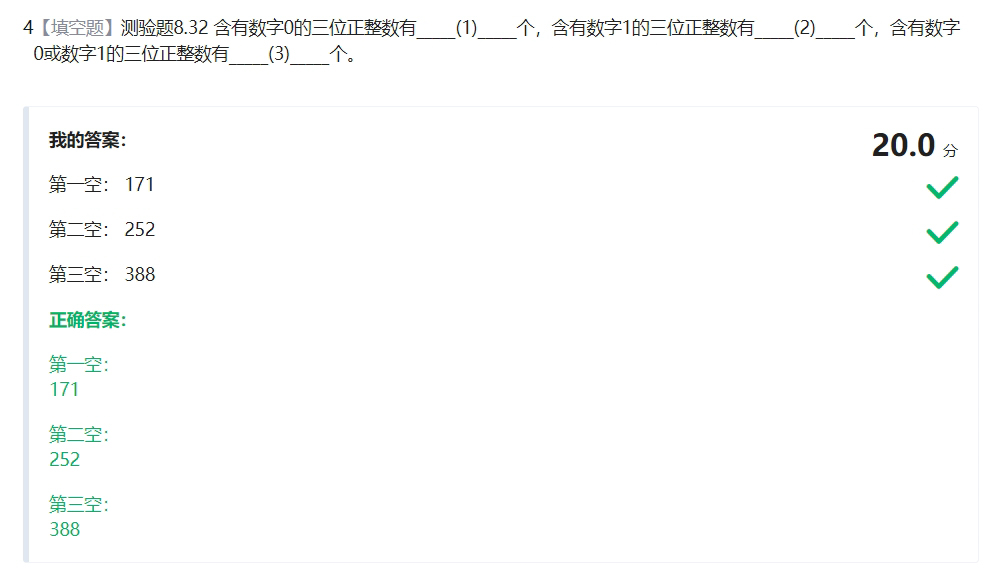 4【填空题】测验题8.32 含有数字0的三位正整数有_____(1)_____个，含有数字1的三位正整数有_____(2)_____个，含有数字
0或数字1的三位正整数有_____(3)_____个。
我的答案：
20.0 分
第一空： 171
第二空： 252
第三空： 388
正确答案：
第一空：
171
第二空：
252
第三空：
388